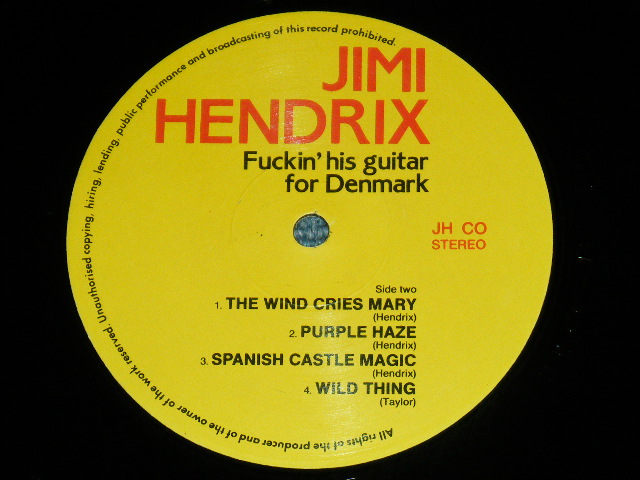 All rights of the producer and of the owner of the work reserved. Unauthorised copying, hiring, lending, public performance and broadcasting of this record prohibited.
JIMI
HENDRIX
Fuckin' his guitar
for Denmark
JH CO
STEREO
Side two
1. THE WIND CRIES MARY
(Hendrix)
2. PURPLE HAZE
(Hendrix)
3. SPANISH CASTLE MAGIC
(Hendrix)
4. WILD THING
(Taylor)